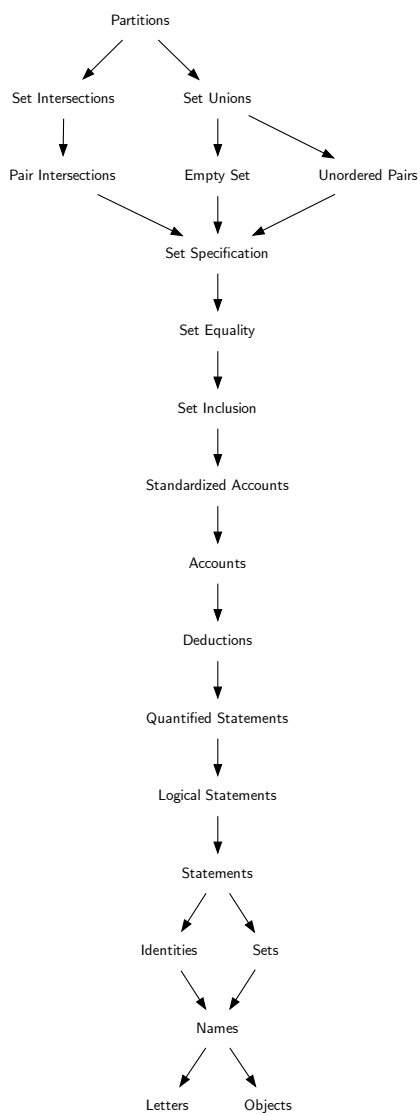 Partitions
Set Intersections
Set Unions
Pair Intersections
Empty Set
Unordered Pairs
Set Specification
Set Equality
Set Inclusion
Standardized Accounts
Accounts
Deductions
Quantified Statements
Logical Statements
Statements
Identities
Sets
Names
Letters
Objects